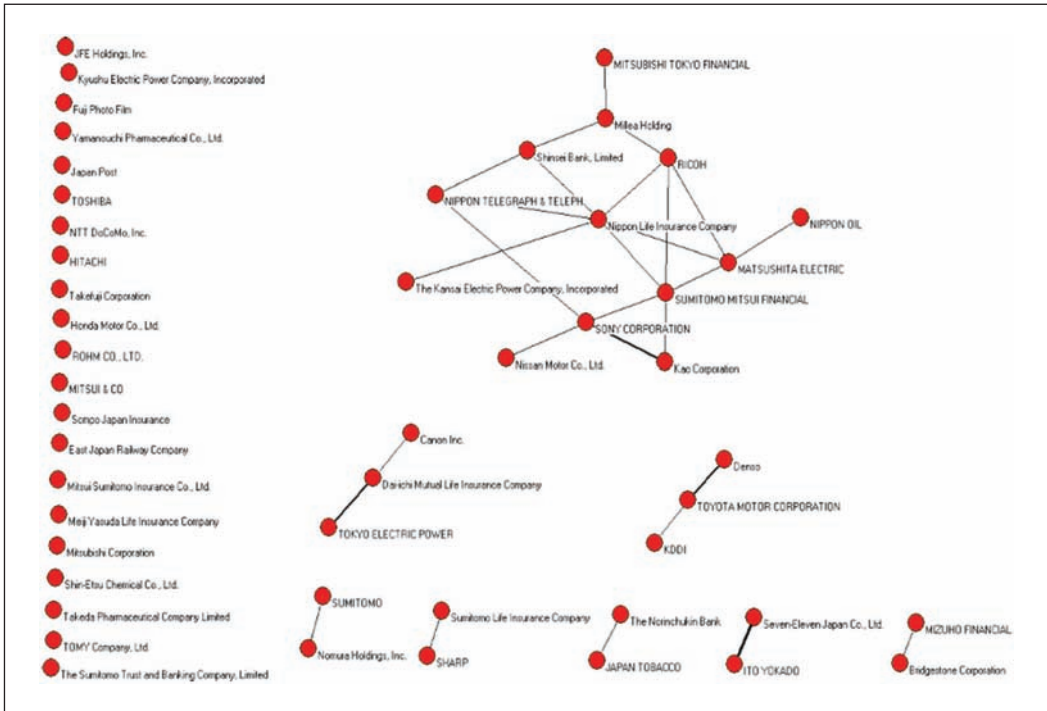 JFE Holdings, Inc.
Kyushu Electric Power Company, Incorporated
Fuji Photo Film
Yamanouchi Pharmaceutical Co., Ltd.
Japan Post
TOSHIBA
NTT DoCoMo, Inc.
HITACHI
Takefuji Corporation
Honda Motor Co., Ltd.
ROHM CO., LTD.
MITSUI & CO
Sompo Japan Insurance
East Japan Railway Company
Mitsui Sumitomo Insurance Co., Ltd.
Meiji Yasuda Life Insurance Company
Mitsubishi Corporation
Shin-Etsu Chemical Co., Ltd.
Takeda Pharmaceutical Company Limited
TOMY Company, Ltd
The Sumitomo Trust and Banking Company, Limited
MITSUBISHI TOKYO FINANCIAL
Millea Holding
Shinsei Bank, Limited
RICOH
NIPPON TELEGRAPH & TELEPH
Nippon Life Insurance Company
NIPPON OIL
MATSUSHITA ELECTRIC
The Kansai Electric Power Company, Incorporated
SUMITOMO MITSUI FINANCIAL
SONY CORPORATION
Nissan Motor Co., Ltd.
Kao Corporation
Canon Inc.
Dai-ichi Mutual Life Insurance Company
TOKYO ELECTRIC POWER
Denso
TOYOTA MOTOR CORPORATION
KDDI
SUMITOMO
Nomura Holdings, Inc.
Sumitomo Life Insurance Company
SHARP
The Norinchukin Bank
JAPAN TOBACCO
Seven-Eleven Japan Co., Ltd.
ITO YOKADO
MIZUHO FINANCIAL
Bridgestone Corporation